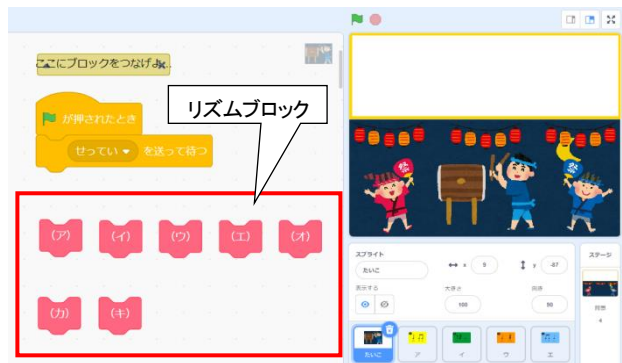 ここにブロックをつなげよ..
が押されたとき
せってい を送って待つ
リズムブロック
(ア) (イ) (ウ) (エ) (オ)
(カ) (キ)
祭
祭
スプライト
たいこ
x
y
-87
表示する
大きさ
100
向き
90
たいこ
ア
イ
ウ
エ
ステージ
背景
4